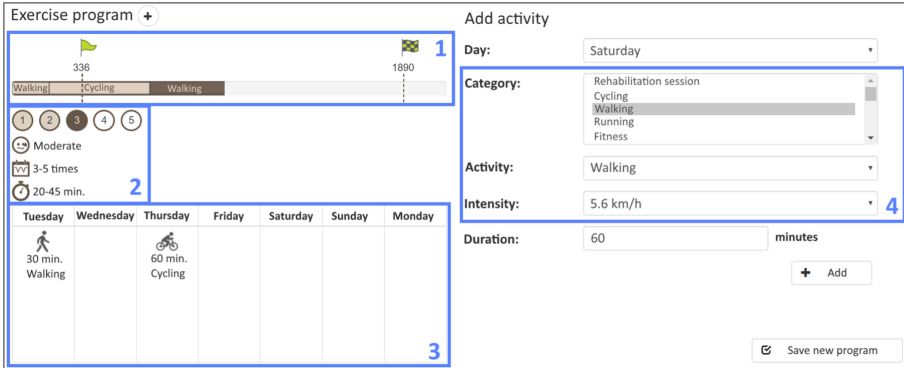 Exercise program +
1
336
1890
Walking Cycling Walking
1 2 3 4 5
Moderate
3-5 times
20-45 min.
2
Tuesday Wednesday Thursday Friday Saturday Sunday Monday
30 min.
Walking
60 min.
Cycling
3
Add activity
Day: Saturday
Category: Rehabilitation session
Cycling
Walking
Running
Fitness
Activity: Walking
Intensity: 5.6 km/h
4
Duration: 60 minutes
+ Add
Save new program